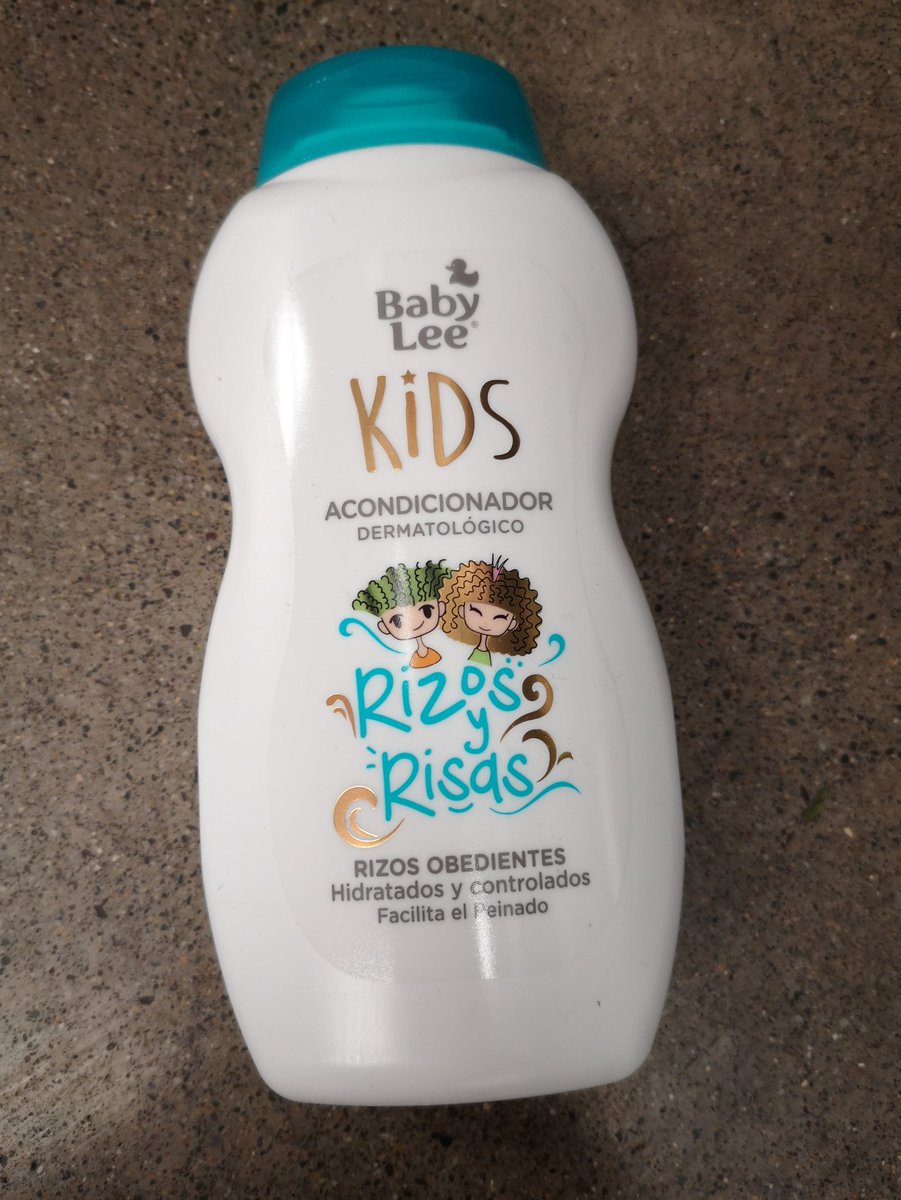 Baby
Lee®
KiDS
ACONDICIONADOR
DERMATOLÓGICO
Rizos
y
Risas
RIZOS OBEDIENTES
Hidratados y controlados
Facilita el Peinado